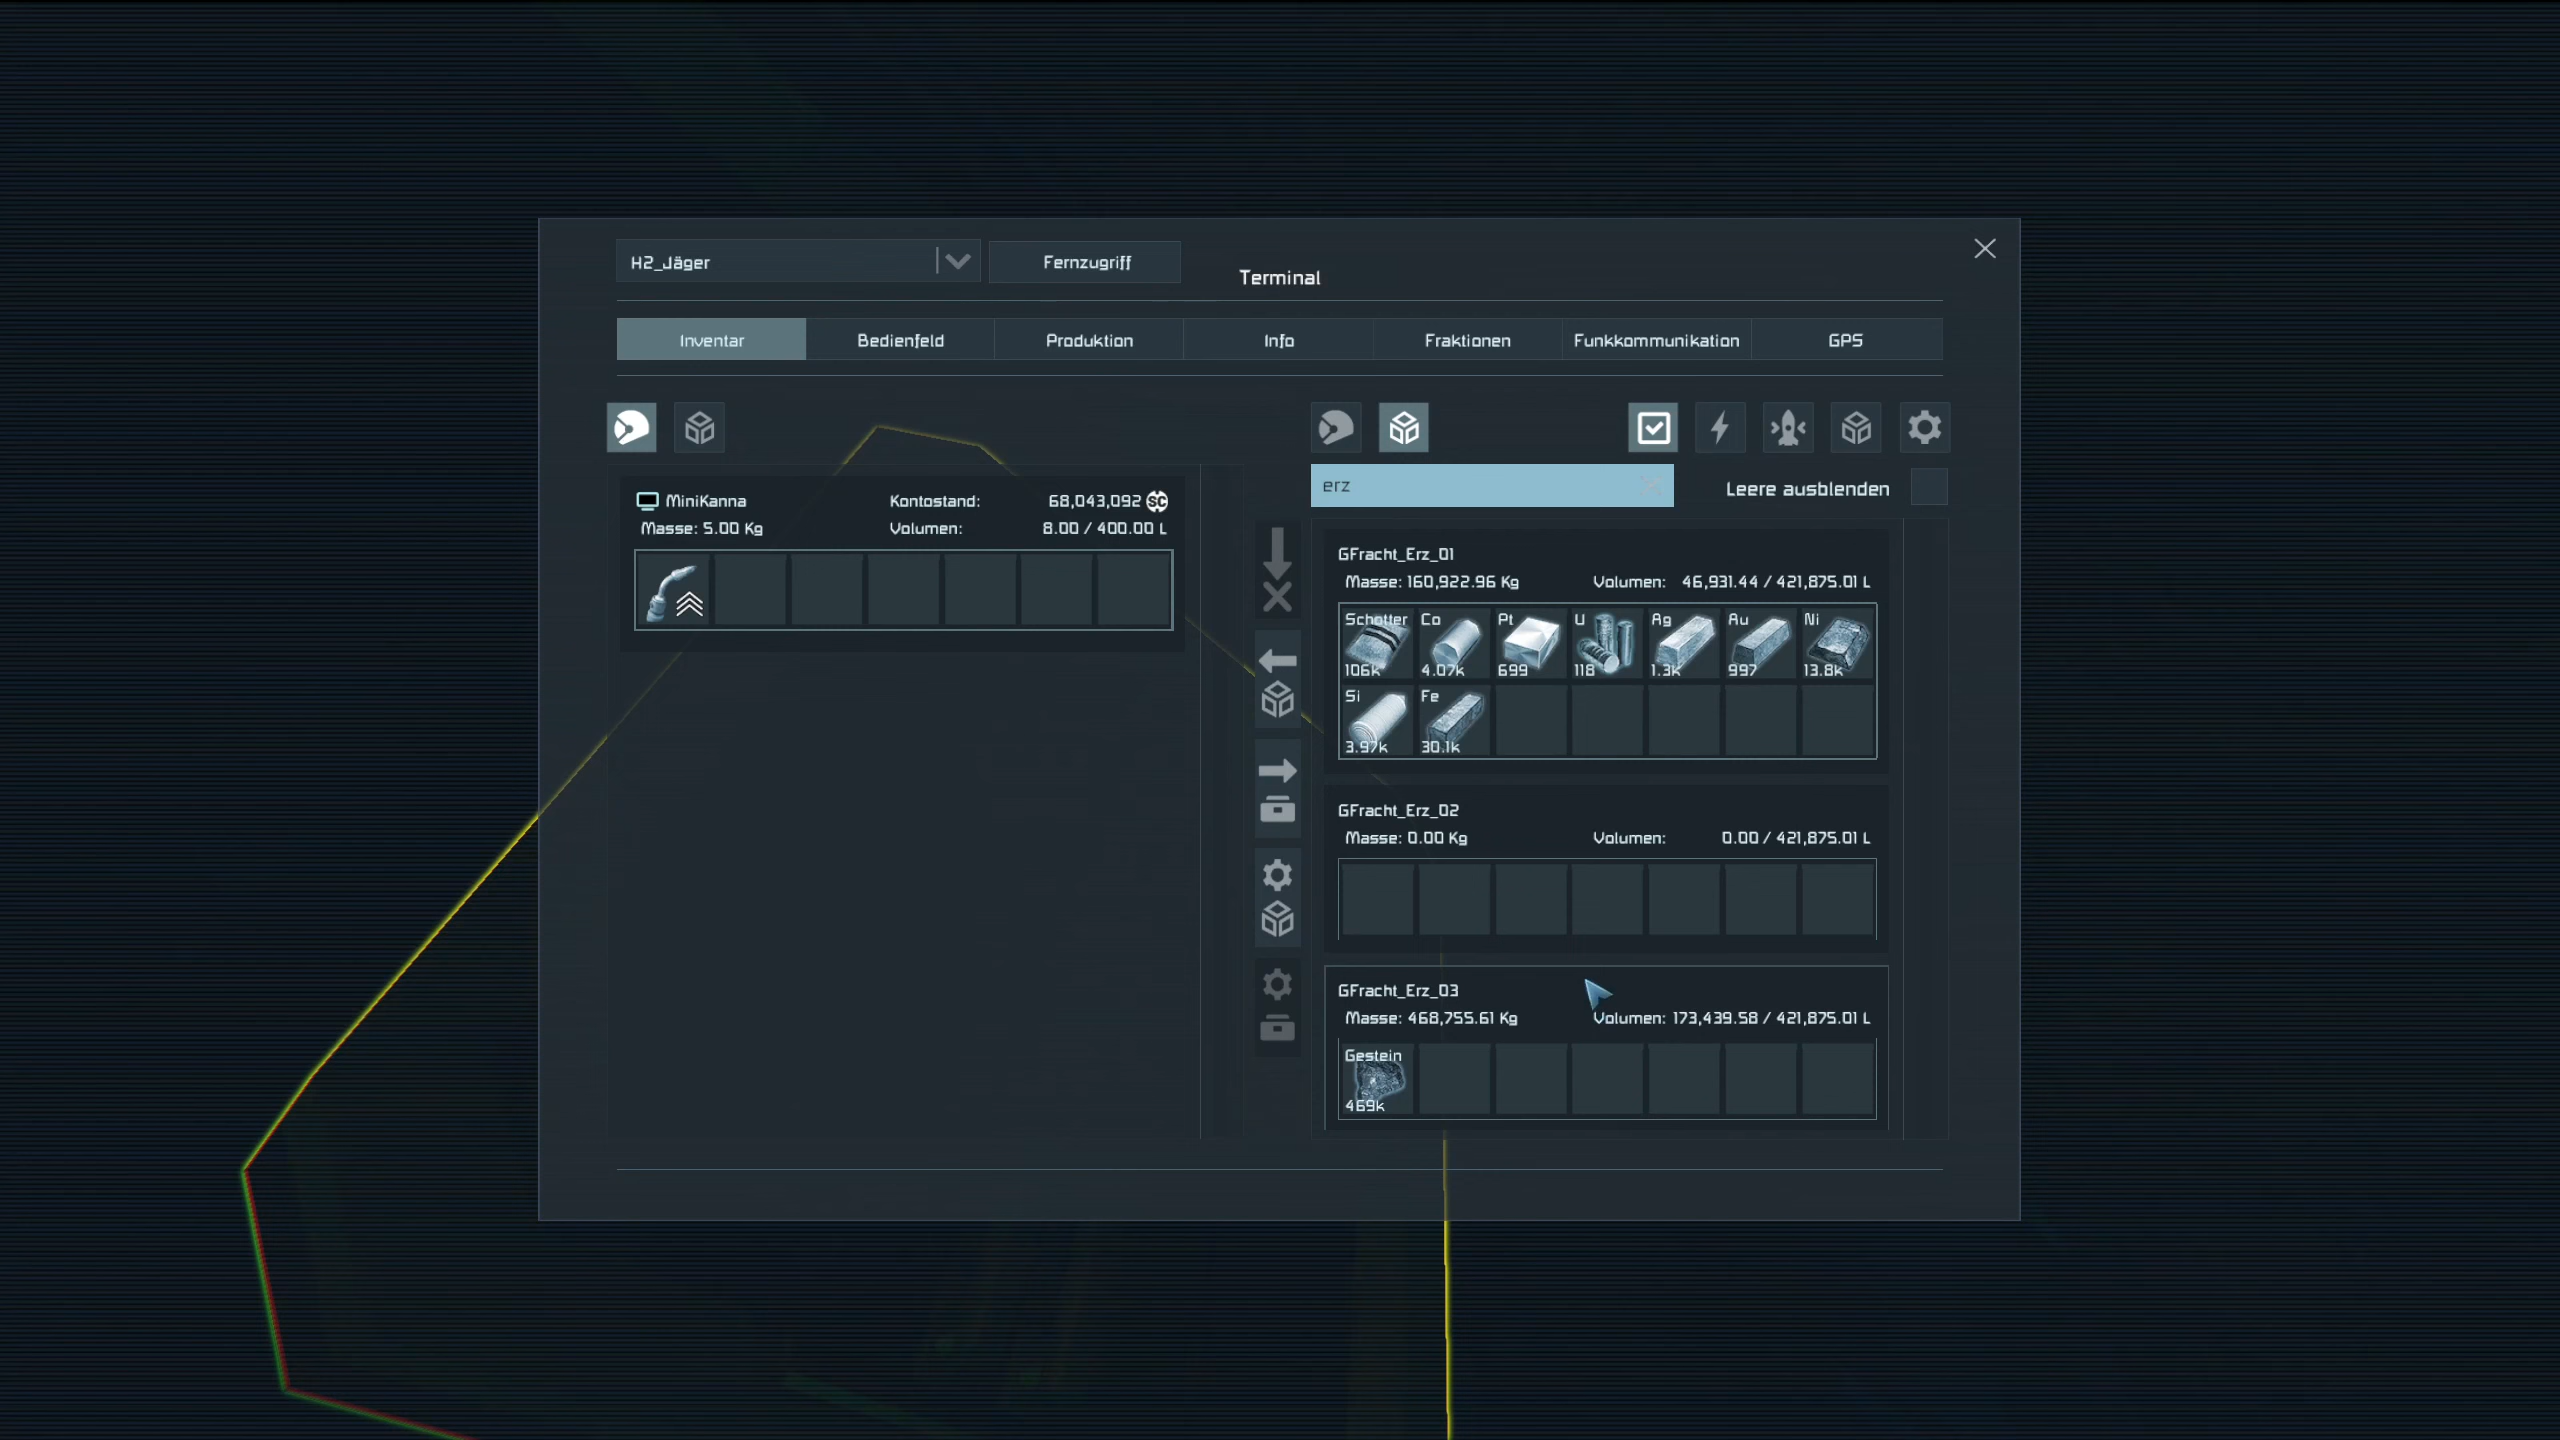 H2_Jäger
Fernzugriff
Terminal
Inventar
Bedienfeld
Produktion
Info
Fraktionen
Funkkommunikation
GPS
MiniKanna
Kontostand: 68,043,092 SC
Masse: 5.00 Kg
Volumen: 8.00 / 400.00 L
erz
Leere ausblenden
GFracht_Erz_01
Masse: 160,922.96 Kg
Volumen: 46,931.44 / 421,875.01 L
Schotter
106k
Co
4.07k
Pt
699
U
118
Ag
1.3k
Au
997
Ni
13.8k
Si
3.97k
Fe
30.1k
GFracht_Erz_02
Masse: 0.00 Kg
Volumen: 0.00 / 421,875.01 L
GFracht_Erz_03
Masse: 468,755.61 Kg
Volumen: 173,439.58 / 421,875.01 L
Gestein
469k